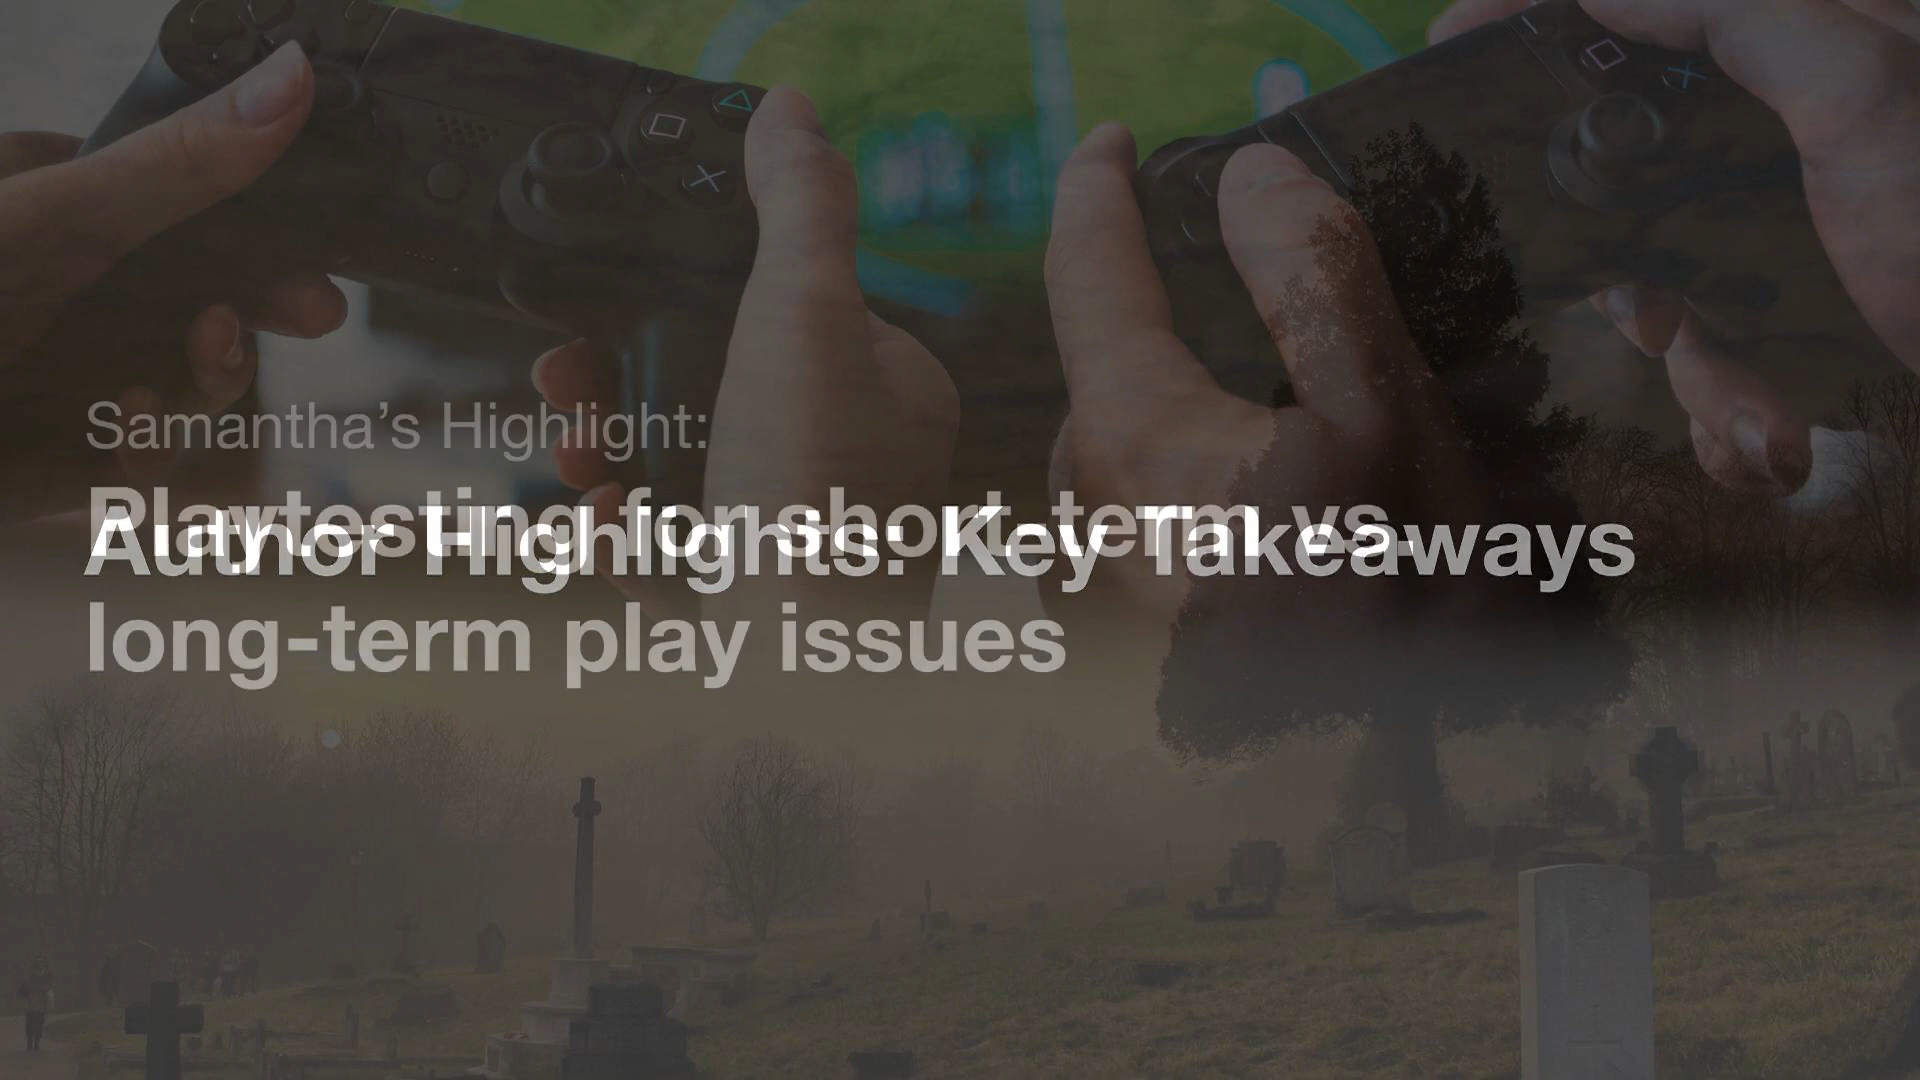 Samantha’s Highlight:
Playtesting for short-term vs.
Author Highlights: Key Takeaways
long-term play issues